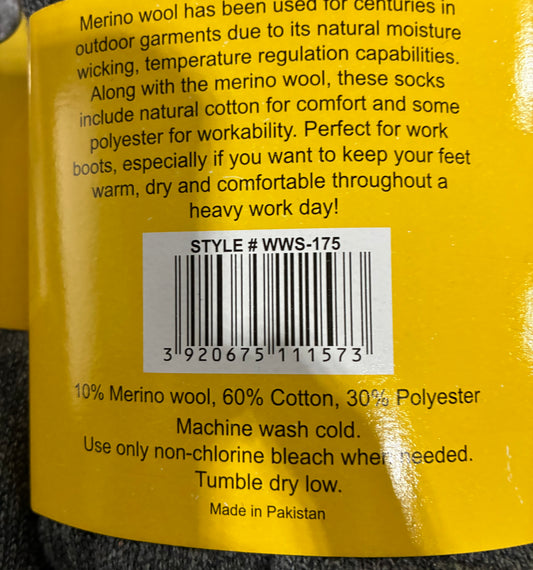 Merino wool has been used for centuries in
outdoor garments due to its natural moisture
wicking, temperature regulation capabilities.
Along with the merino wool, these socks
include natural cotton for comfort and some
polyester for workability. Perfect for work
boots, especially if you want to keep your feet
warm, dry and comfortable throughout a
heavy work day!
STYLE # WWS-175
3 920675 111573
10% Merino wool, 60% Cotton, 30% Polyester
Machine wash cold.
Use only non-chlorine bleach when needed.
Tumble dry low.
Made in Pakistan